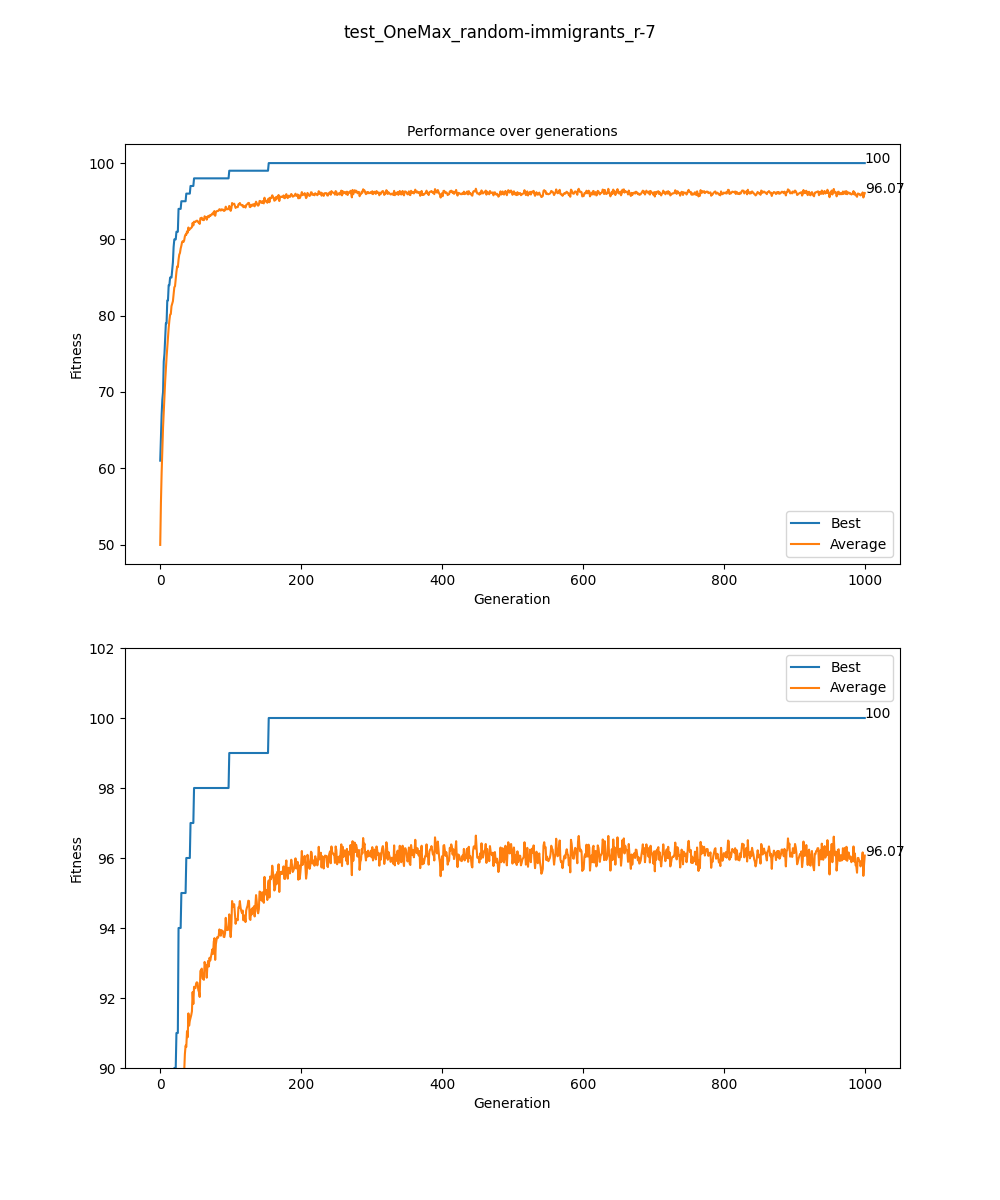 test_OneMax_random-immigrants_r-7
Performance over generations
100
90
80
70
60
50
Fitness
100
96.07
Best
Average
0 200 400 600 800 1000
Generation
102
100
98
96
94
92
90
Fitness
Best
Average
100
96.07
0 200 400 600 800 1000
Generation